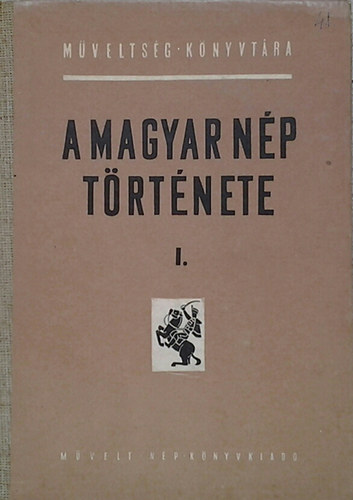 MŰVELTSÉG · KÖNYVTÁRA
A MAGYAR NÉP
TÖRTÉNETE
I.
MŰVELT NÉP KÖNYVKIADÓ